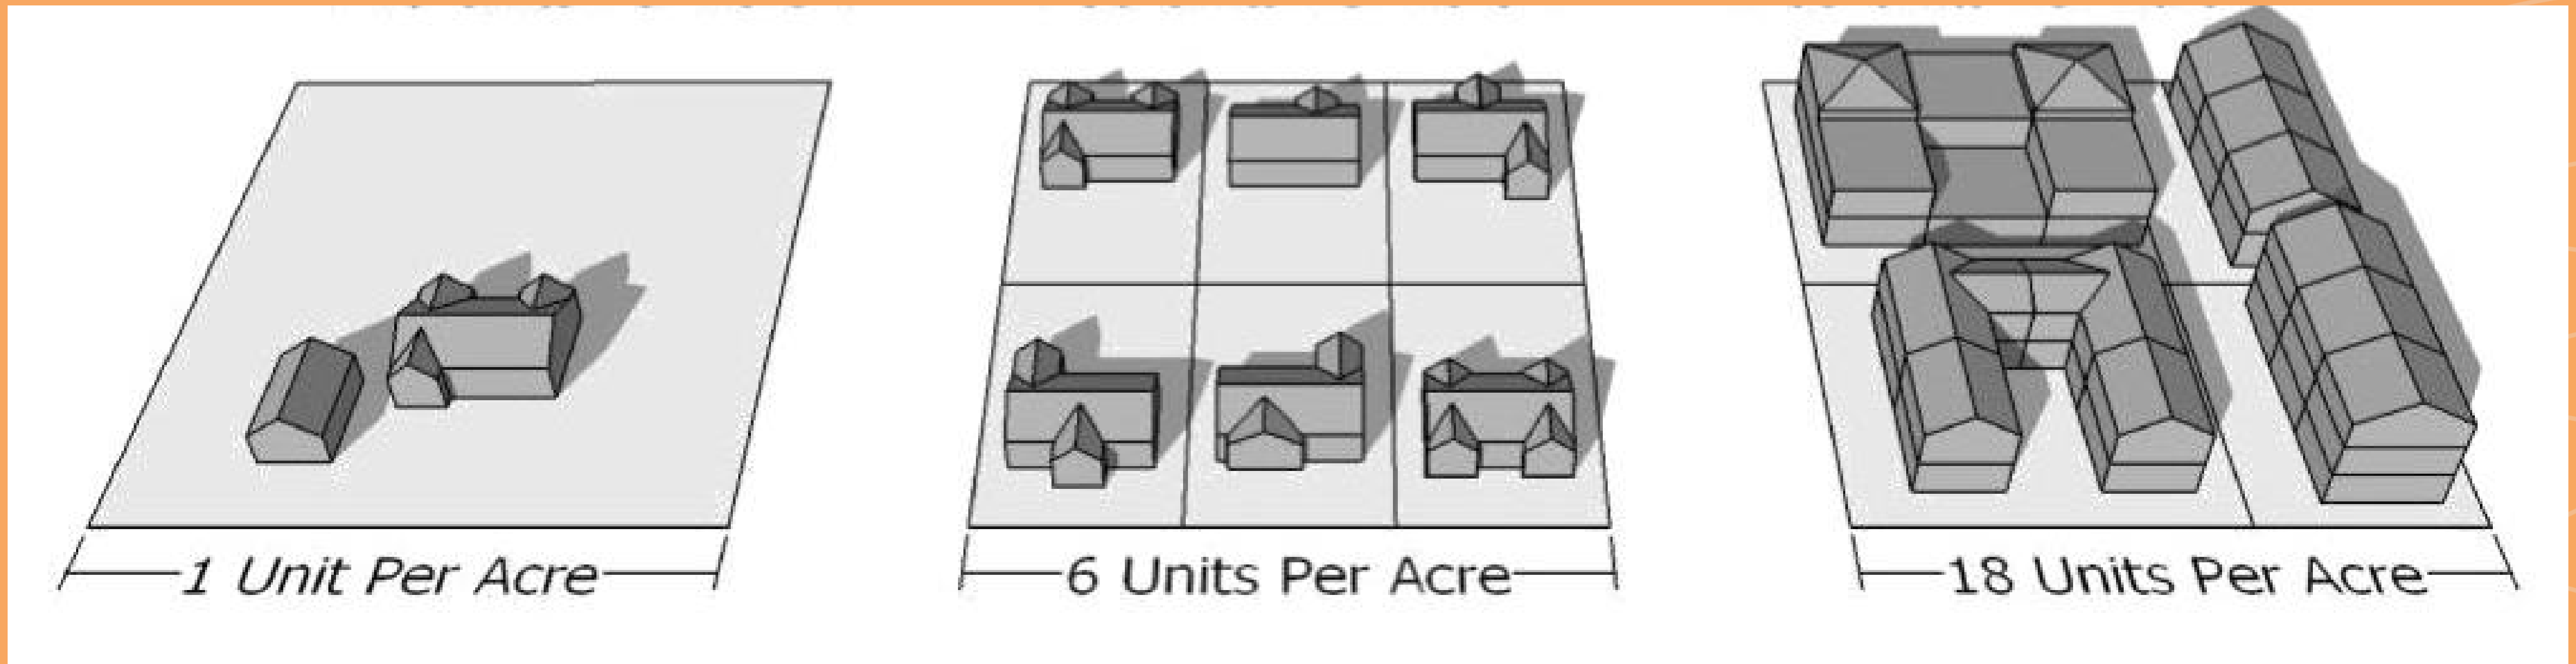 1 Unit Per Acre
6 Units Per Acre
18 Units Per Acre